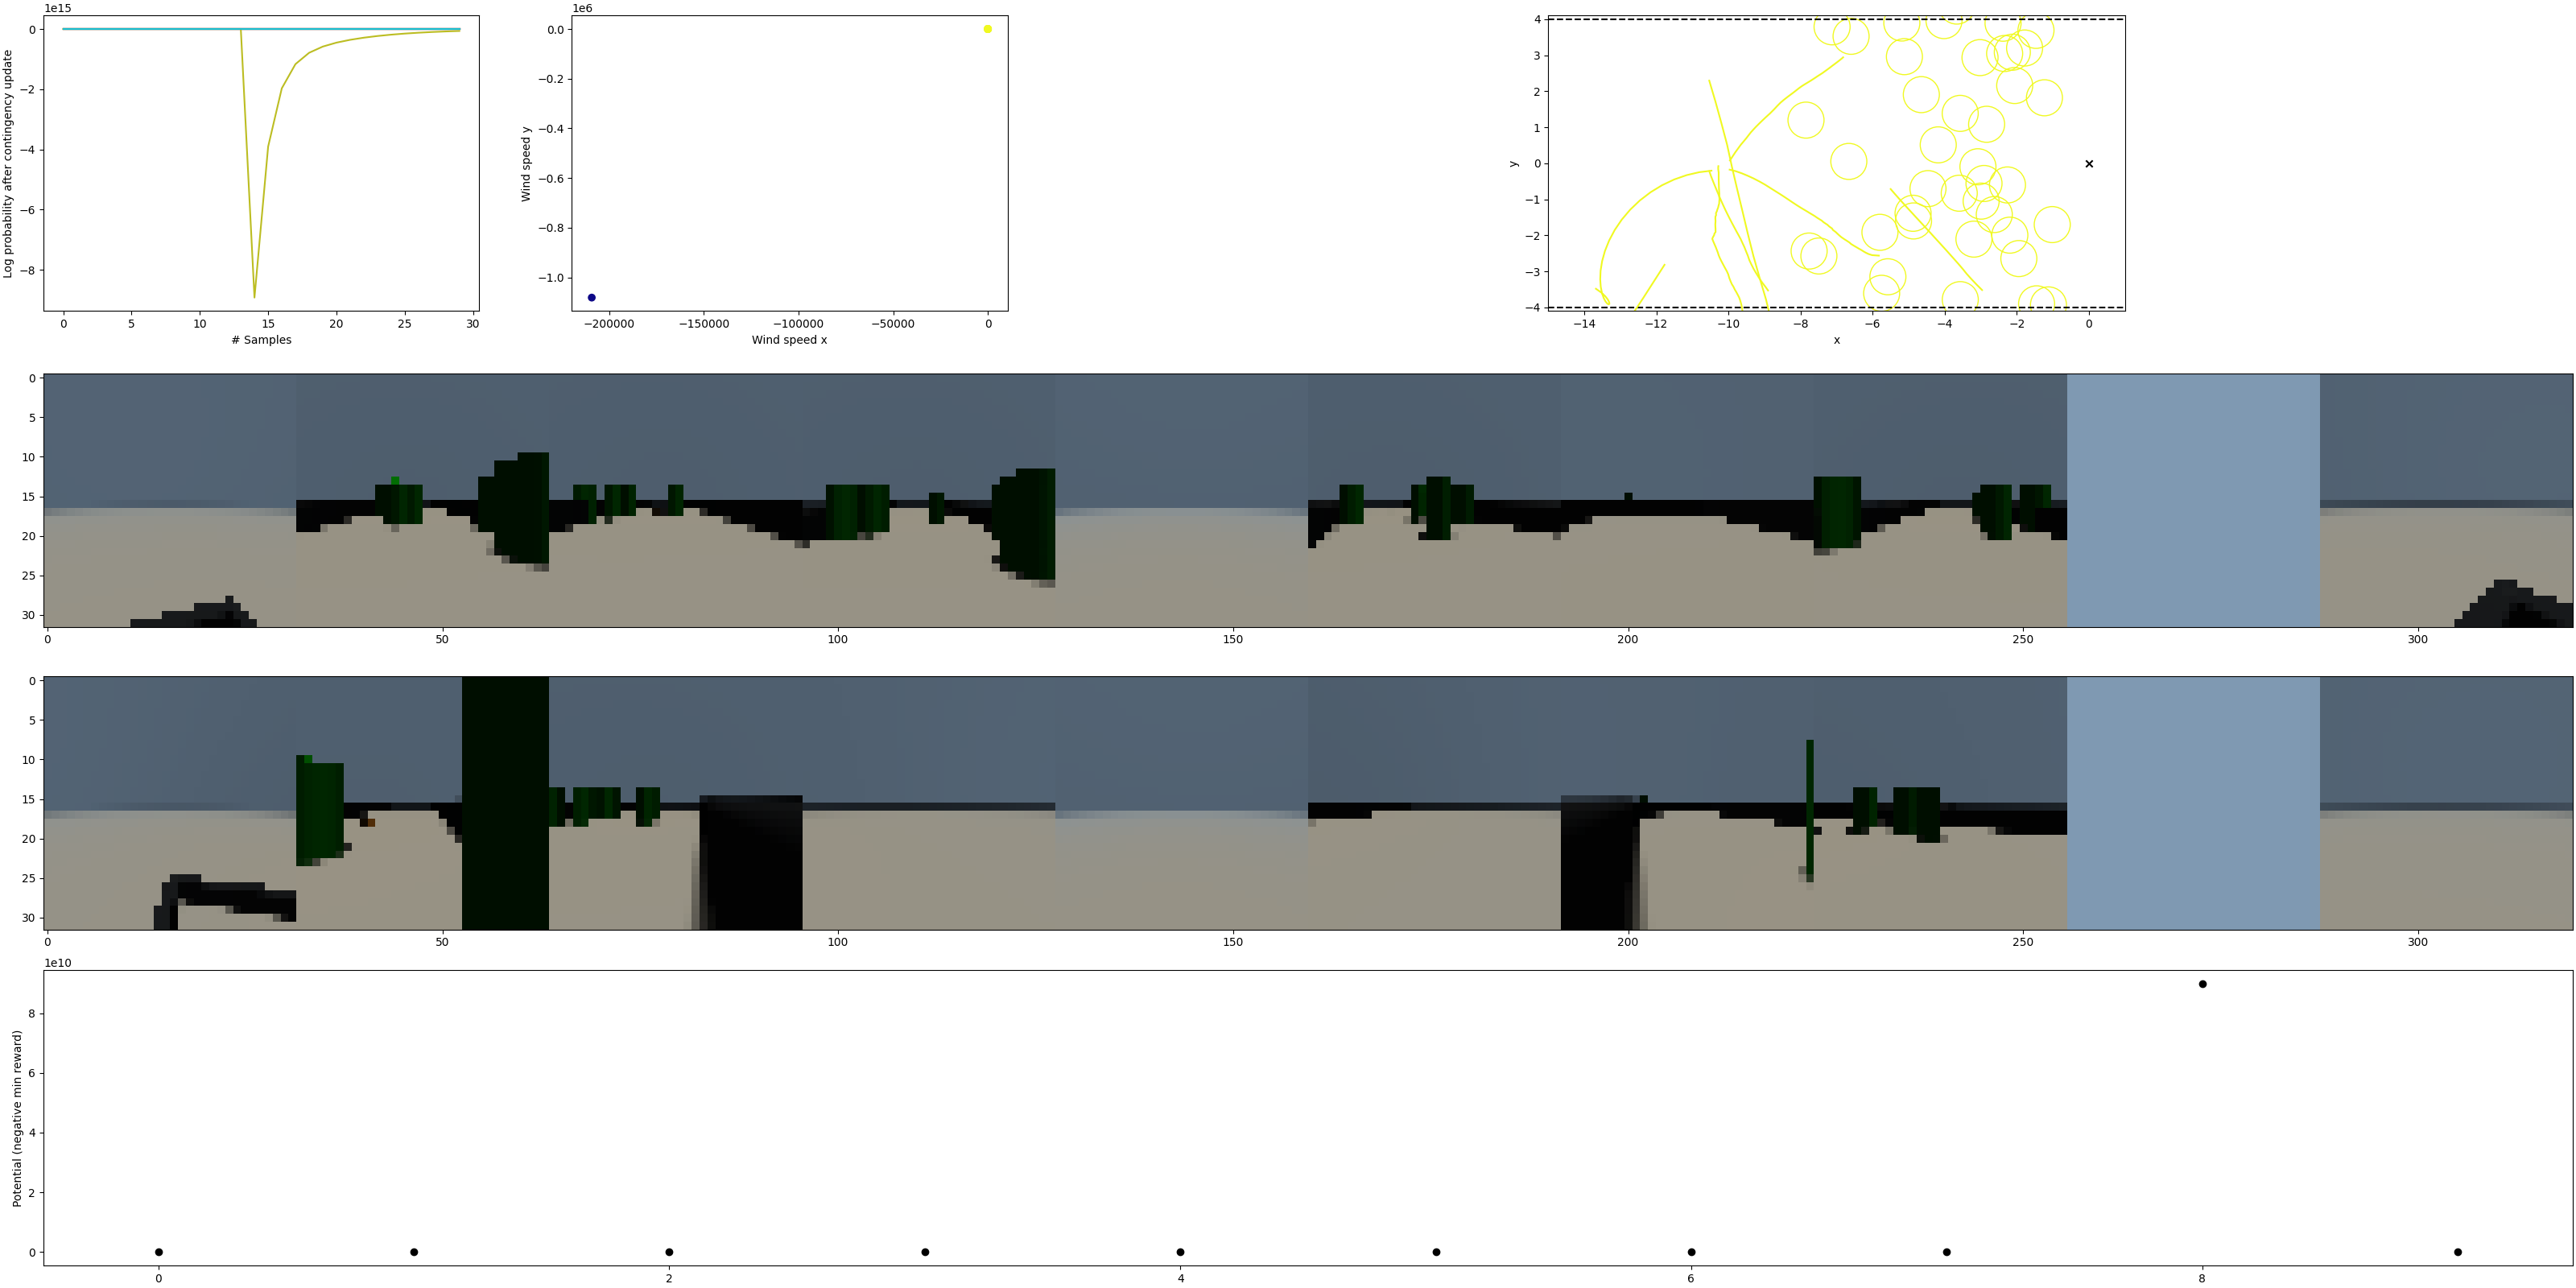 1e15
0
−2
−4
−6
−8
Log probability after contingency update
0 5 10 15 20 25 30
# Samples
1e6
0.0
−0.2
−0.4
−0.6
−0.8
−1.0
Wind speed y
−200000 −150000 −100000 −50000 0
Wind speed x
4
3
2
1
0
−1
−2
−3
−4
y
−14 −12 −10 −8 −6 −4 −2 0
x
0
5
10
15
20
25
30
0 50 100 150 200 250 300
0
5
10
15
20
25
30
0 50 100 150 200 250 300
1e10
8
6
4
2
0
Potential (negative min reward)
0 2 4 6 8